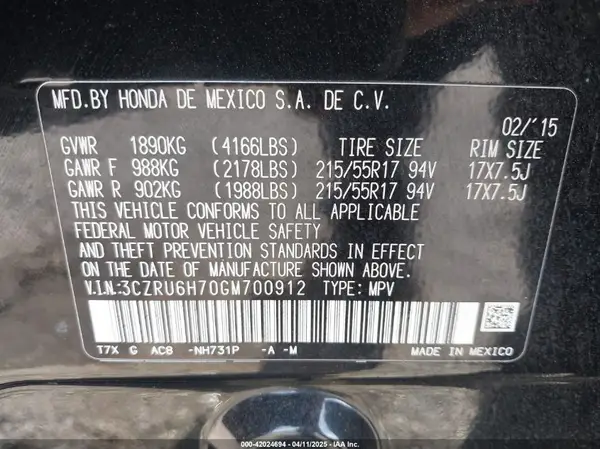 MFD.BY HONDA DE MEXICO S.A. DE C.V.
02/'15
GVWR 1890KG (4166LBS) TIRE SIZE RIM SIZE
GAWR F 988KG (2178LBS) 215/55R17 94V 17X7.5J
GAWR R 902KG (1988LBS) 215/55R17 94V 17X7.5J
THIS VEHICLE CONFORMS TO ALL APPLICABLE
FEDERAL MOTOR VEHICLE SAFETY
AND THEFT PREVENTION STANDARDS IN EFFECT
ON THE DATE OF MANUFACTURE SHOWN ABOVE.
V.I.N:3CZRU6H70GM700912 TYPE: MPV
T7X G AC8 -NH731P -A -M MADE IN MEXICO
000-42024694 - 04/11/2025 - IAAI.COM